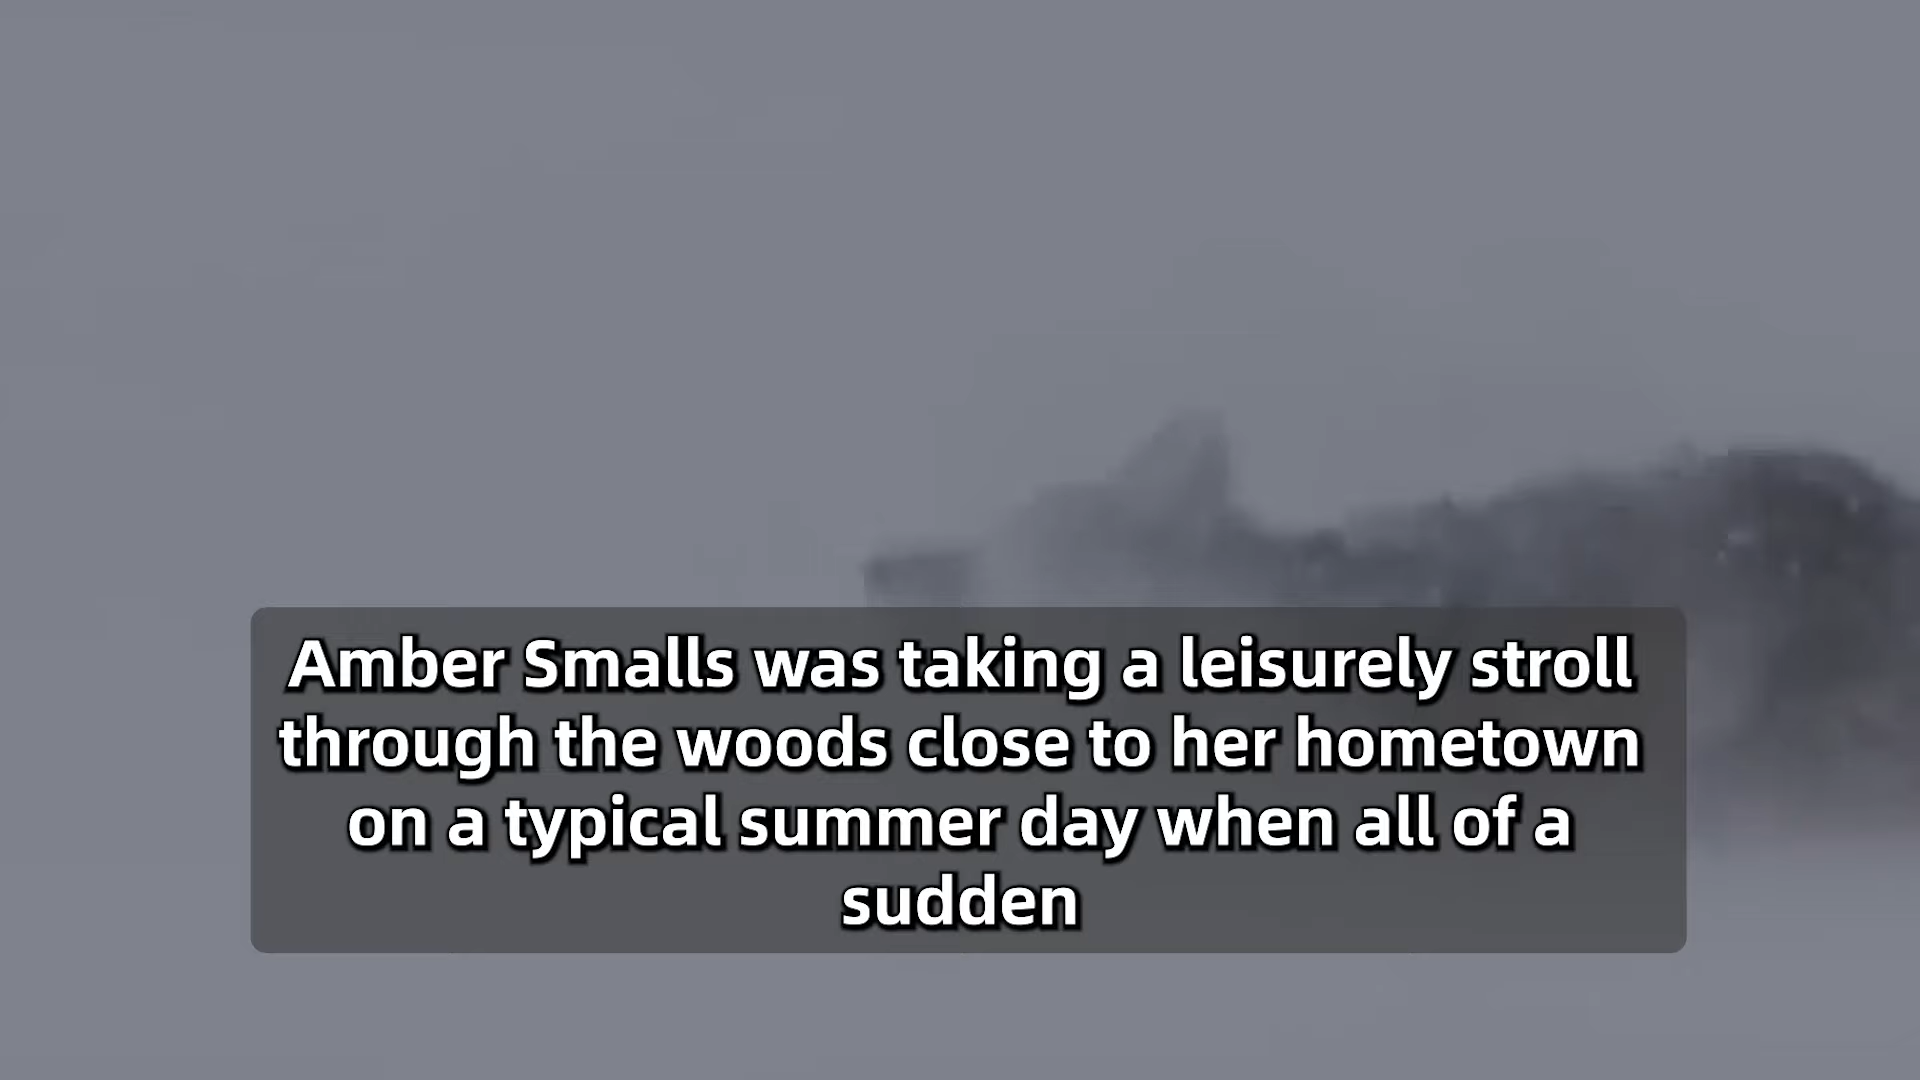 Amber Smalls was taking a leisurely stroll
through the woods close to her hometown
on a typical summer day when all of a
sudden